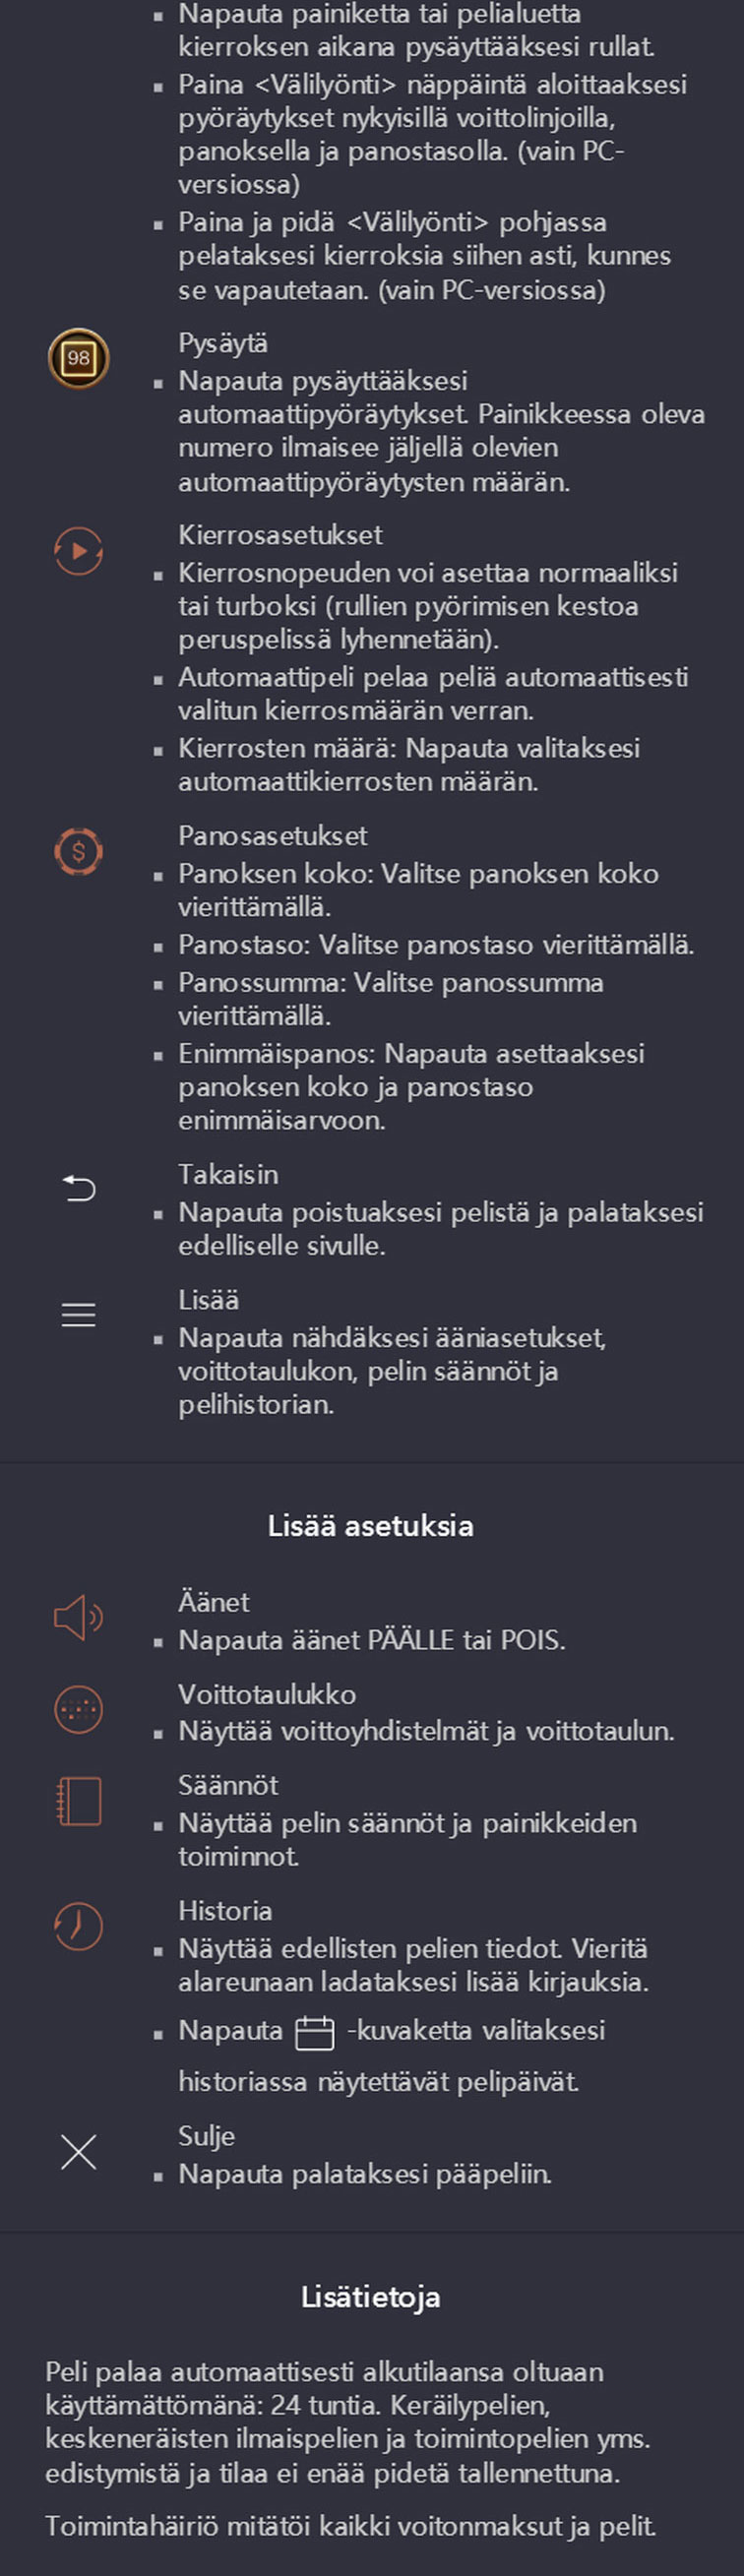 ▪ Napauta painiketta tai pelialuetta
kierroksen aikana pysäyttääksesi rullat.
▪ Paina <Välilyönti> näppäintä aloittaaksesi
pyöräytykset nykyisillä voittolinjoilla,
panoksella ja panostasolla. (vain PC-
versiossa)
▪ Paina ja pidä <Välilyönti> pohjassa
pelataksesi kierroksia siihen asti, kunnes
se vapautetaan. (vain PC-versiossa)
98 Pysäytä
▪ Napauta pysäyttääksesi
automaattipyöräytykset. Painikkeessa oleva
numero ilmaisee jäljellä olevien
automaattipyöräytysten määrän.
Kierrosasetukset
▪ Kierrosnopeuden voi asettaa normaaliksi
tai turboksi (rullien pyörimisen kestoa
peruspelissä lyhennetään).
▪ Automaattipeli pelaa peliä automaattisesti
valitun kierrosmäärän verran.
▪ Kierrosten määrä: Napauta valitaksesi
automaattikierrosten määrän.
$ Panosasetukset
▪ Panoksen koko: Valitse panoksen koko
vierittämällä.
▪ Panostaso: Valitse panostaso vierittämällä.
▪ Panossumma: Valitse panossumma
vierittämällä.
▪ Enimmäispanos: Napauta asettaaksesi
panoksen koko ja panostaso
enimmäisarvoon.
Takaisin
▪ Napauta poistuaksesi pelistä ja palataksesi
edelliselle sivulle.
Lisää
▪ Napauta nähdäksesi ääniasetukset,
voittotaulukon, pelin säännöt ja
pelihistorian.
Lisää asetuksia
Äänet
▪ Napauta äänet PÄÄLLE tai POIS.
Voittotaulukko
▪ Näyttää voittoyhdistelmät ja voittotaulun.
Säännöt
▪ Näyttää pelin säännöt ja painikkeiden
toiminnot.
Historia
▪ Näyttää edellisten pelien tiedot. Vieritä
alareunaan ladataksesi lisää kirjauksia.
▪ Napauta -kuvaketta valitaksesi
historiassa näytettävät pelipäivät.
Sulje
▪ Napauta palataksesi pääpeliin.
Lisätietoja
Peli palaa automaattisesti alkutilaansa oltuaan
käyttämättömänä: 24 tuntia. Keräilypelien,
keskeneräisten ilmaispelien ja toimintopelien yms.
edistymistä ja tilaa ei enää pidetä tallennettuna.
Toimintahäiriö mitätöi kaikki voitonmaksut ja pelit.